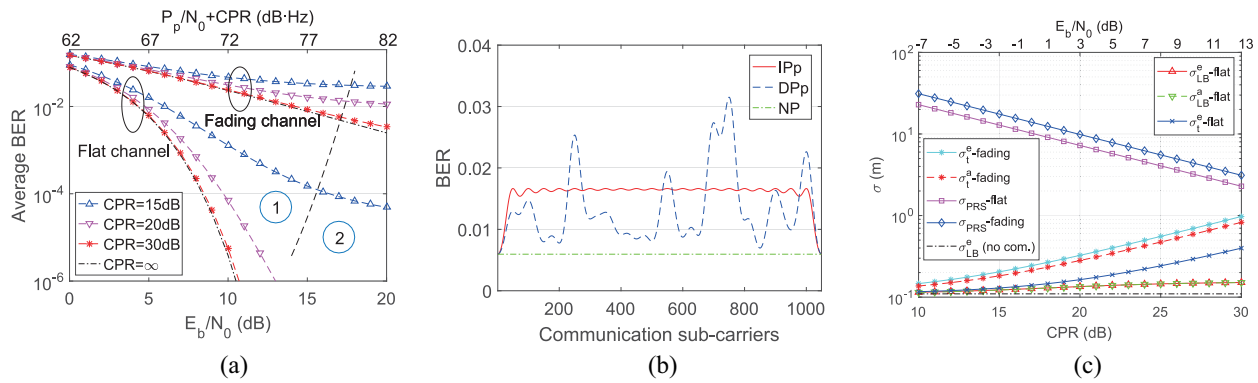 P_p/N_0+CPR (dB·Hz)
62 67 72 77 82
Average BER
10^-2
10^-4
10^-6
Fading channel
Flat channel
1
2
CPR=15dB
CPR=20dB
CPR=30dB
CPR=∞
0 5 10 15 20
E_b/N_0 (dB)
(a)
0.04
0.03
0.02
0.01
0
BER
IPp
DPp
NP
200 400 600 800 1000
Communication sub-carriers
(b)
E_b/N_0 (dB)
-7 -5 -3 -1 1 3 5 7 9 11 13
σ (m)
10^2
10^1
10^0
10^-1
σ^e_LB-flat
σ^a_LB-flat
σ^e_t-flat
σ^e_t-fading
σ^a_t-fading
σ_PRS-flat
σ_PRS-fading
σ^e_LB (no com.)
10 15 20 25 30
CPR (dB)
(c)